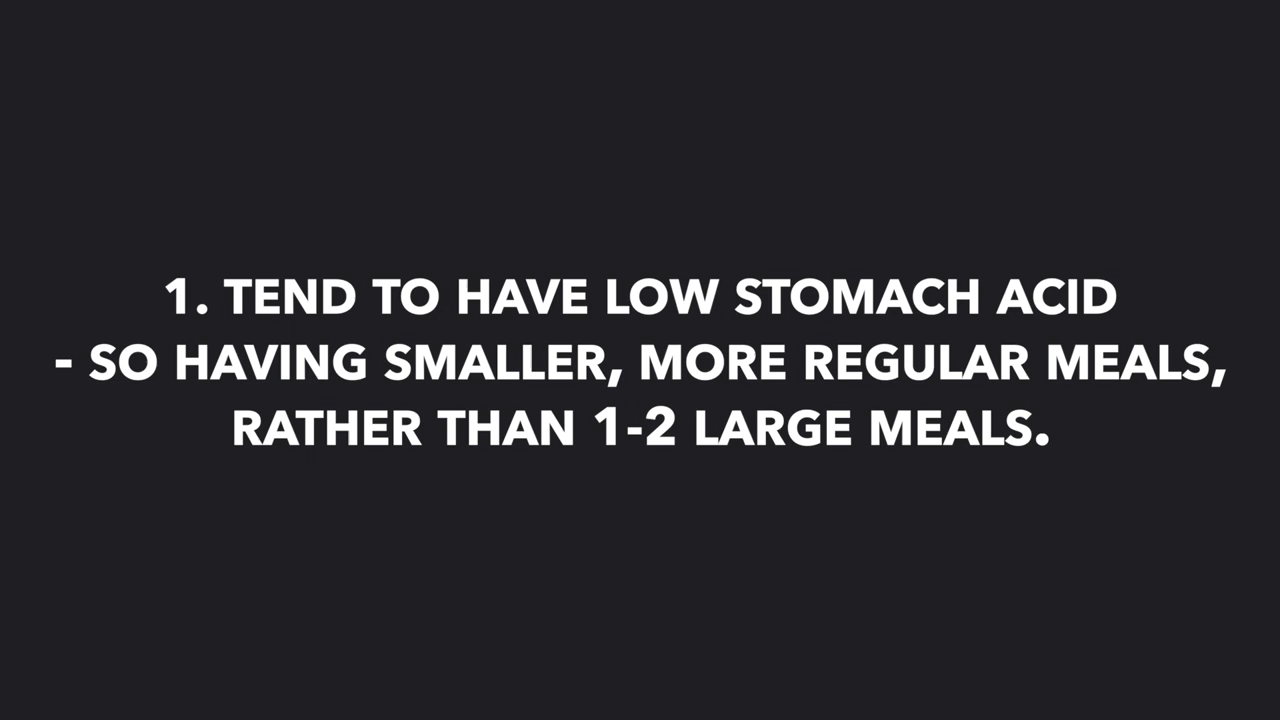 1. TEND TO HAVE LOW STOMACH ACID
- SO HAVING SMALLER, MORE REGULAR MEALS,
RATHER THAN 1-2 LARGE MEALS.